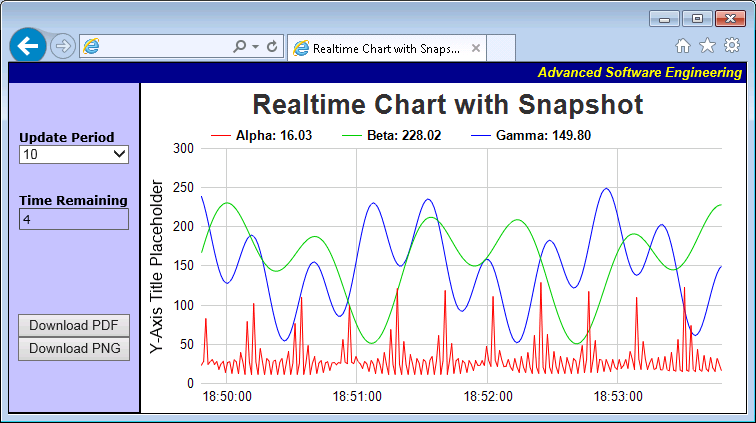 Realtime Chart with Snaps...
Advanced Software Engineering
Update Period
10
Time Remaining
4
Download PDF
Download PNG
Realtime Chart with Snapshot
Alpha: 16.03 Beta: 228.02 Gamma: 149.80
Y-Axis Title Placeholder
300
250
200
150
100
50
0
18:50:00 18:51:00 18:52:00 18:53:00